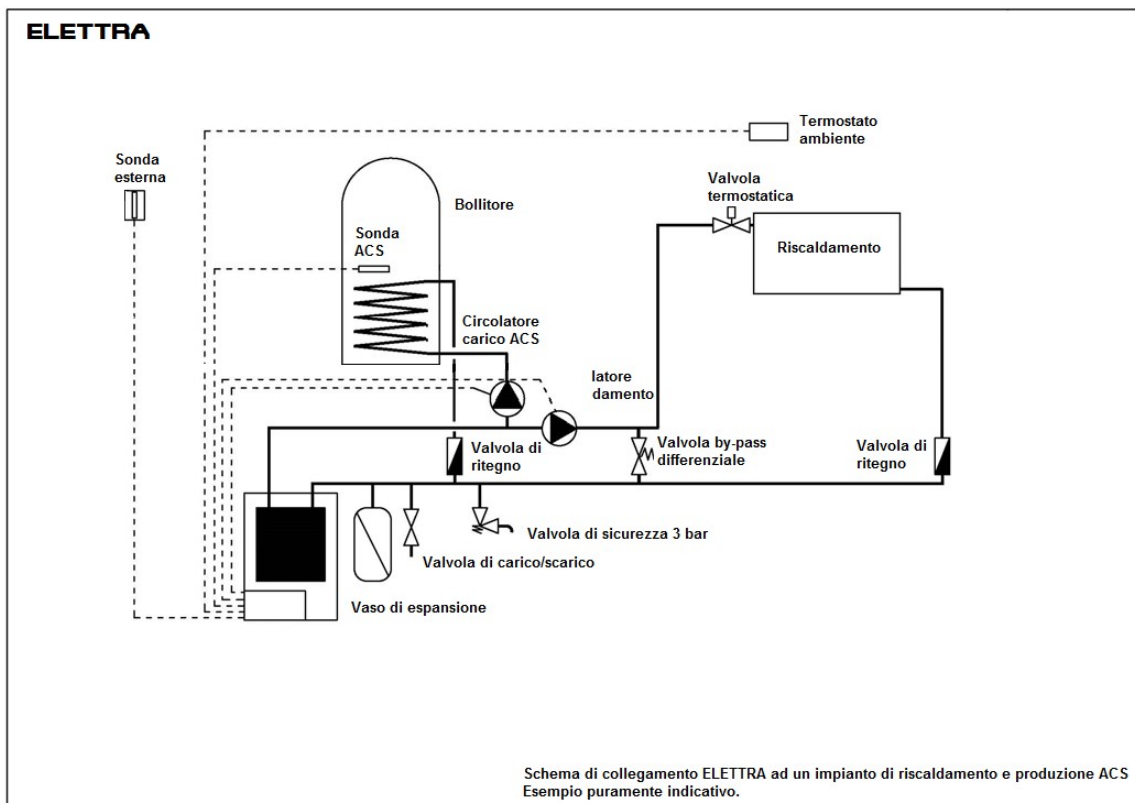 ELETTRA
Termostato
ambiente
Sonda
esterna
Valvola
termostatica
Bollitore
Sonda
ACS
Riscaldamento
Circolatore
carico ACS
latore
damento
Valvola di
ritegno
Valvola by-pass
differenziale
Valvola di
ritegno
Valvola di sicurezza 3 bar
Valvola di carico/scarico
Vaso di espansione
Schema di collegamento ELETTRA ad un impianto di riscaldamento e produzione ACS
Esempio puramente indicativo.